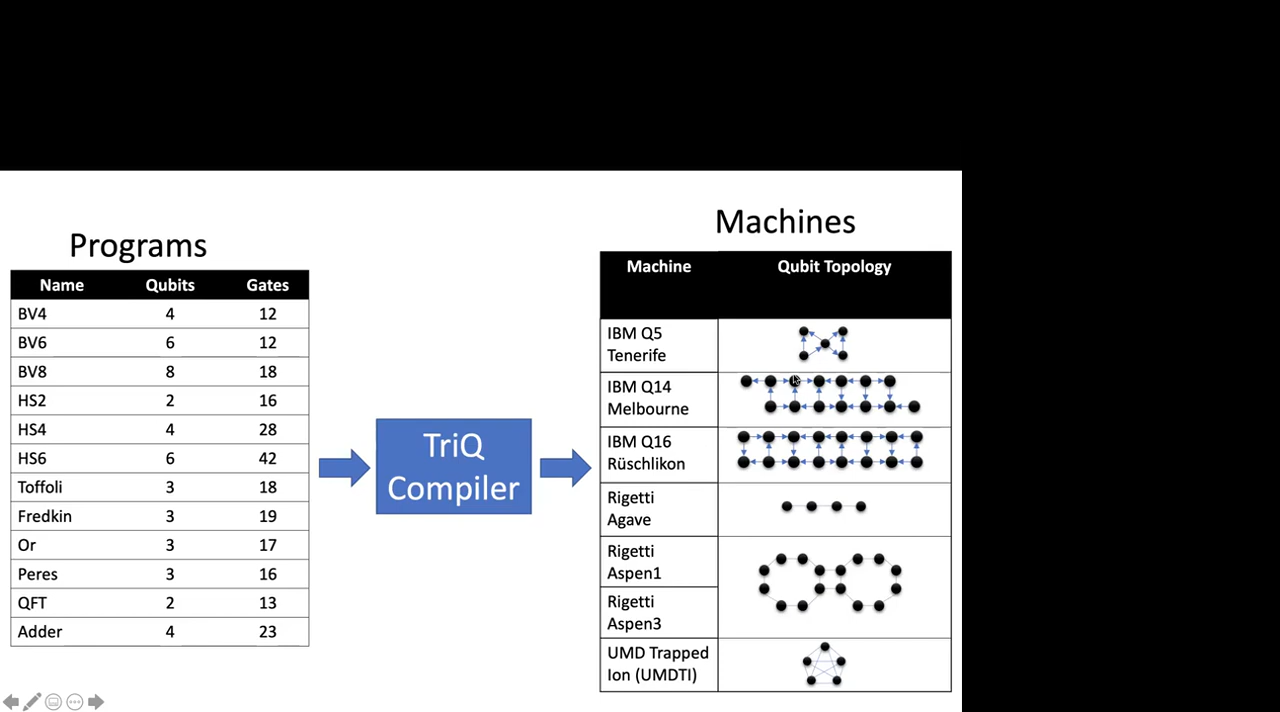 Programs
Name Qubits Gates
BV4 4 12
BV6 6 12
BV8 8 18
HS2 2 16
HS4 4 28
HS6 6 42
Toffoli 3 18
Fredkin 3 19
Or 3 17
Peres 3 16
QFT 2 13
Adder 4 23
TriQ
Compiler
Machines
Machine Qubit Topology
IBM Q5
Tenerife
IBM Q14
Melbourne
IBM Q16
Rüschlikon
Rigetti
Agave
Rigetti
Aspen1
Rigetti
Aspen3
UMD Trapped
Ion (UMDTI)